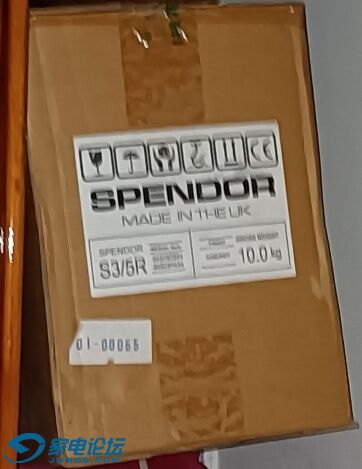 SPENDOR
MADE IN THE UK
SPENDOR
S3/5R
10.0 kg
01-00065
家电论坛